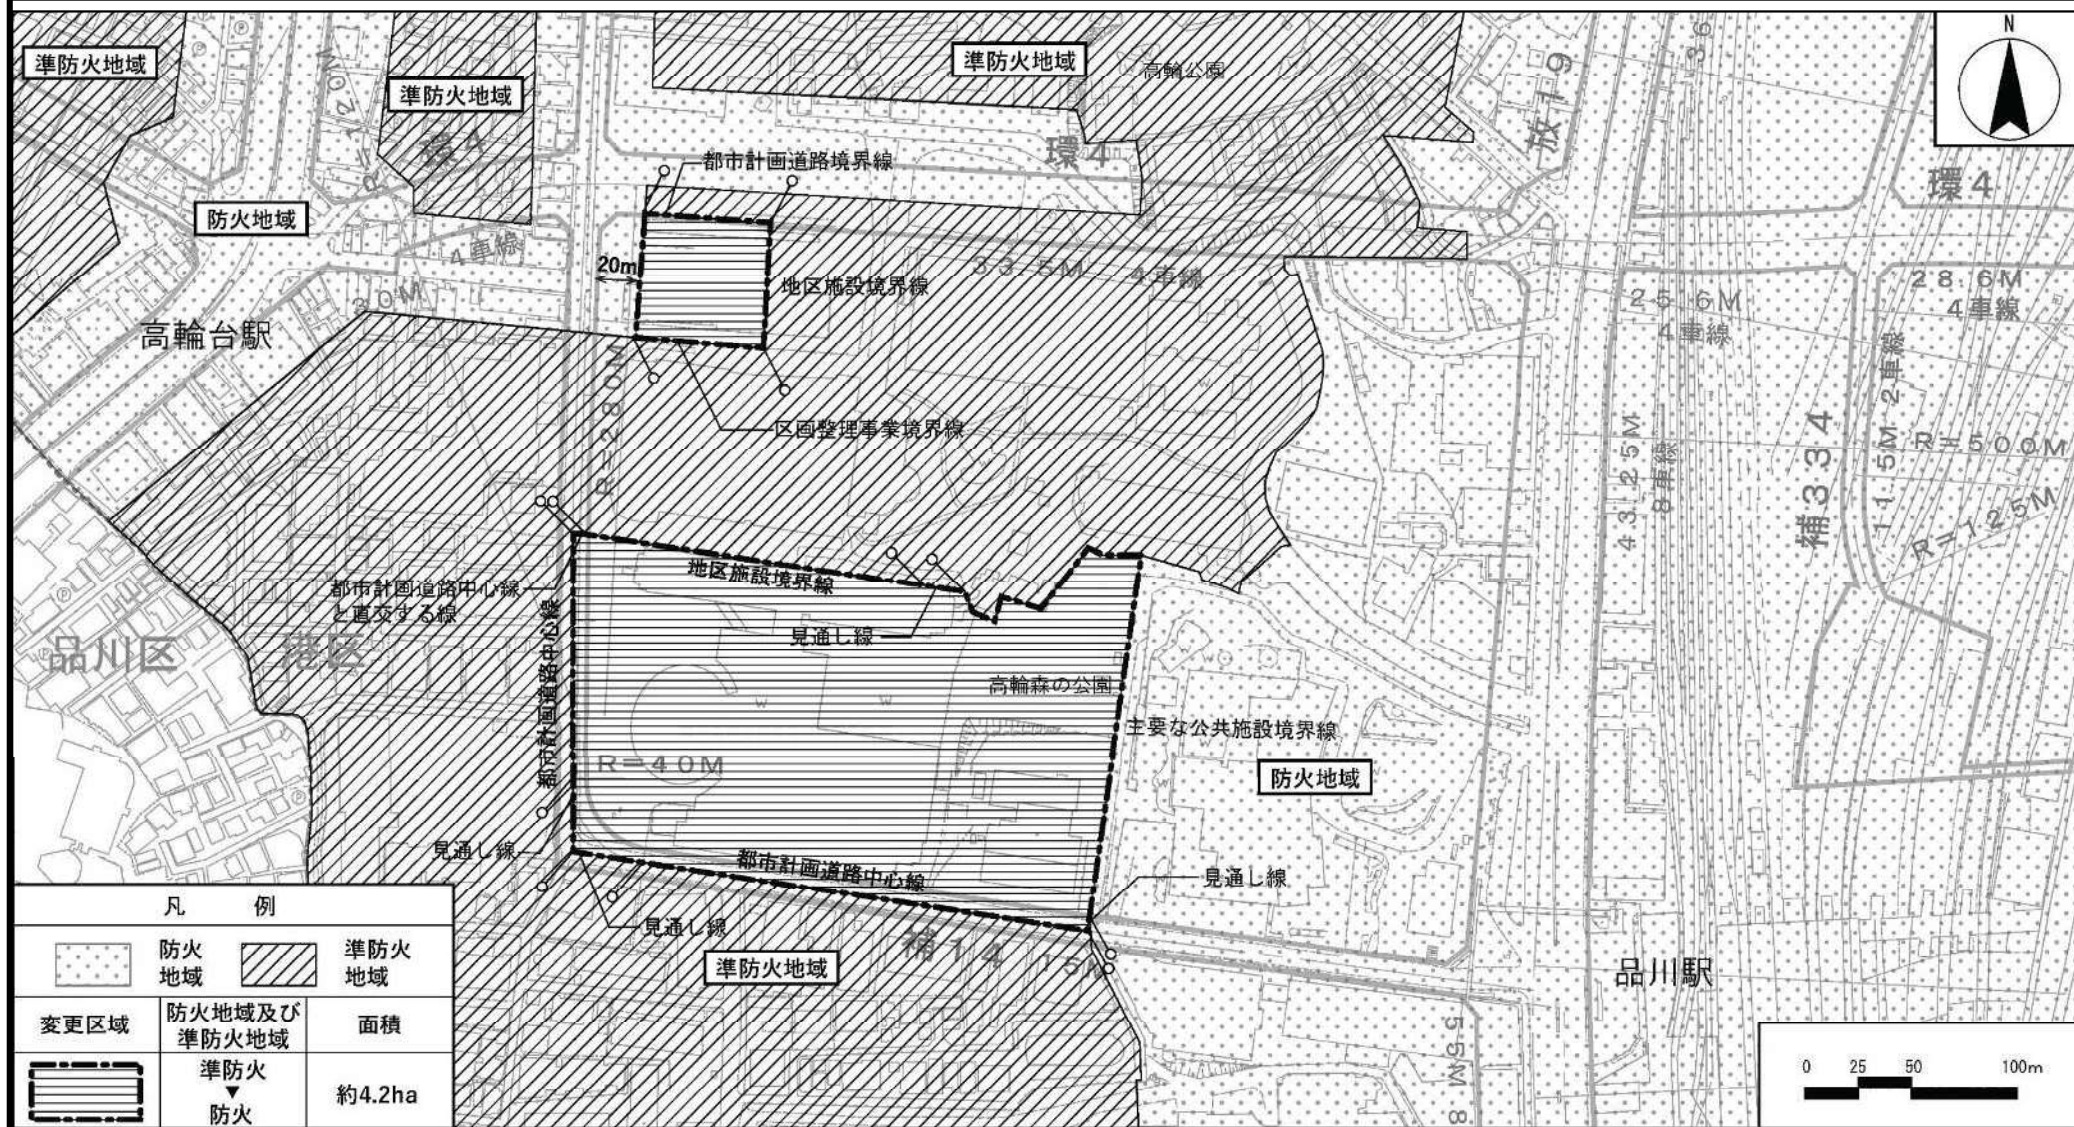 準防火地域
準防火地域
準防火地域
高輪公園
N
放19
36
R=120M
環4
環4
環4
都市計画道路境界線
防火地域
4車線
20m
地区施設境界線
33.5M
4車線
30M
高輪台駅
25.6M
4車線
28.6M
4車線
R=280M
区画整理事業境界線
43.25M
8車線
補334
11.5M 2車線
R=500M
R=125M
都市計画道路中心線
と直交する線
地区施設境界線
見通し線
品川区
港区
都市計画道路中心線
高輪森の公園
主要な公共施設境界線
R=40M
防火地域
見通し線
都市計画道路中心線
見通し線
見通し線
補14
15M
準防火地域
品川駅
55M
8
凡 例
防火
地域
準防火
地域
変更区域
防火地域及び
準防火地域
面積
準防火
▼
防火
約4.2ha
0 25 50 100m